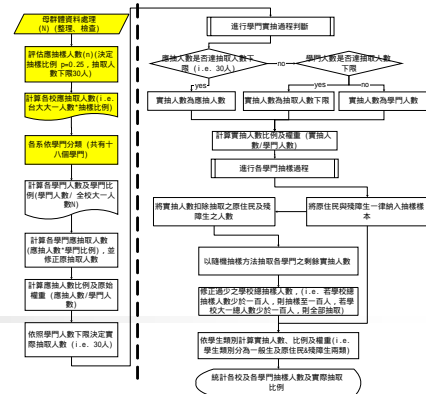 母群體資料處理
(N) (整理、檢查)
評估應抽樣人數(n)(決定
抽樣比例 p=0.25，抽取人
數下限30人)
計算各校應抽取人數(i.e.
台大大一人數*抽樣比例)
各系依學門分類 (共有十
八個學門)
計算各學門人數及學門比
例(學門人數/ 全校大一人
數N)
計算各學門應抽取人數
(應抽人數*學門比例)，並
修正原抽取人數
計算應抽人數比例及原始
權重 (應抽人數/學門人
數)
依照學門人數下限決定實
際抽取人數 (i.e. 30人)
進行學門實抽過程判斷
應抽人數是否達抽取人數下
限 (i.e. 30人)
no
學門人數是否達抽取人數
下限
yes
yes
no
實抽人數為應抽人數
實抽人數為抽取人數下限
實抽人數為學門人數
計算實抽人數比例及權重 (實抽人
數/學門人數)
進行各學門抽樣過程
將實抽人數扣除抽取之原住民及殘
障生之人數
將原住民與殘障生一律納入抽樣樣
本
以隨機抽樣方法抽取各學門之剩餘實抽人數
修正過少之學校總抽樣人數，(i.e. 若學校總
抽樣人數少於一百人，則抽樣至一百人，若學
校大一總人數少於一百人，則全部抽取)
依學生類別計算實抽人數、比例及權重(i.e.
學生類別分為一般生及原住民&殘障生兩類)
統計各校及各學門抽樣人數及實際抽取
比例